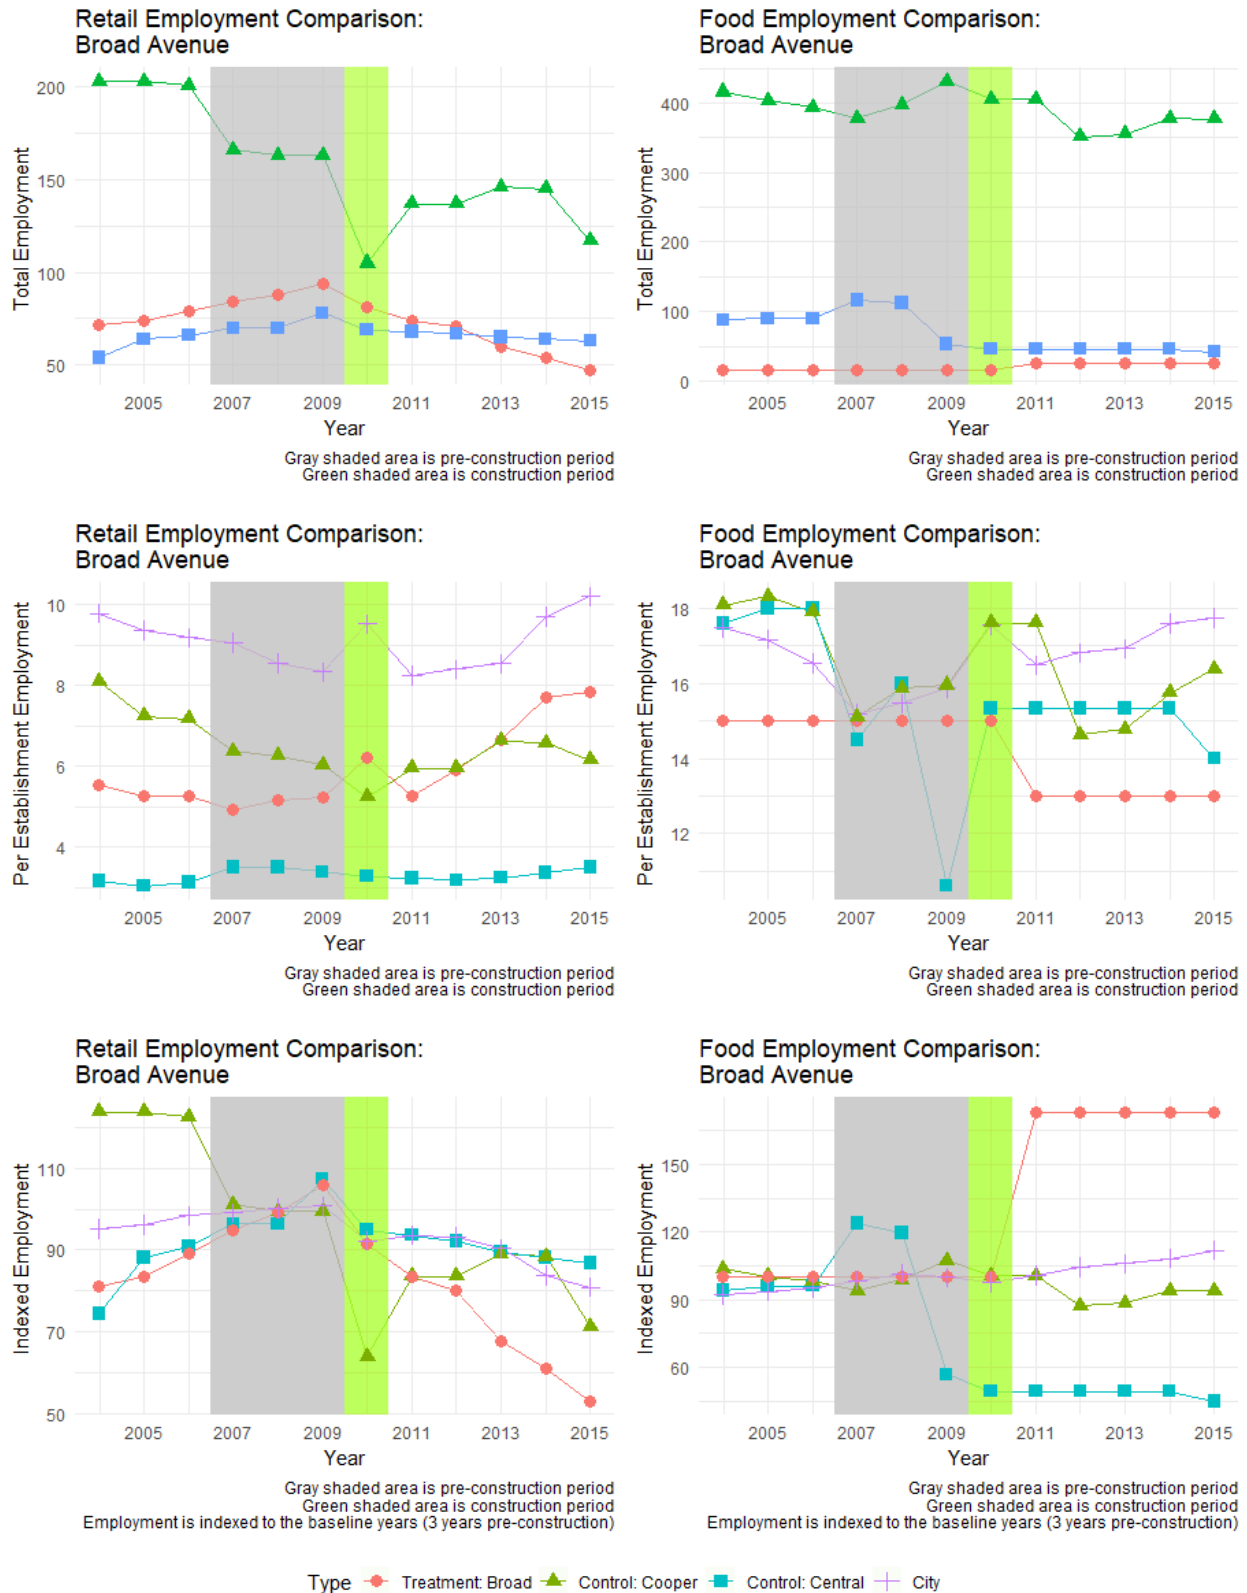 Retail Employment Comparison:
Broad Avenue
Total Employment
200
150
100
50
2005 2007 2009 2011 2013 2015
Year
Gray shaded area is pre-construction period
Green shaded area is construction period
Food Employment Comparison:
Broad Avenue
Total Employment
400
300
200
100
0
2005 2007 2009 2011 2013 2015
Year
Gray shaded area is pre-construction period
Green shaded area is construction period
Retail Employment Comparison:
Broad Avenue
Per Establishment Employment
10
8
6
4
2005 2007 2009 2011 2013 2015
Year
Gray shaded area is pre-construction period
Green shaded area is construction period
Food Employment Comparison:
Broad Avenue
Per Establishment Employment
18
16
14
12
2005 2007 2009 2011 2013 2015
Year
Gray shaded area is pre-construction period
Green shaded area is construction period
Retail Employment Comparison:
Broad Avenue
Indexed Employment
110
90
70
50
2005 2007 2009 2011 2013 2015
Year
Gray shaded area is pre-construction period
Green shaded area is construction period
Employment is indexed to the baseline years (3 years pre-construction)
Food Employment Comparison:
Broad Avenue
Indexed Employment
150
120
90
60
2005 2007 2009 2011 2013 2015
Year
Gray shaded area is pre-construction period
Green shaded area is construction period
Employment is indexed to the baseline years (3 years pre-construction)
Type Treatment: Broad Control: Cooper Control: Central City